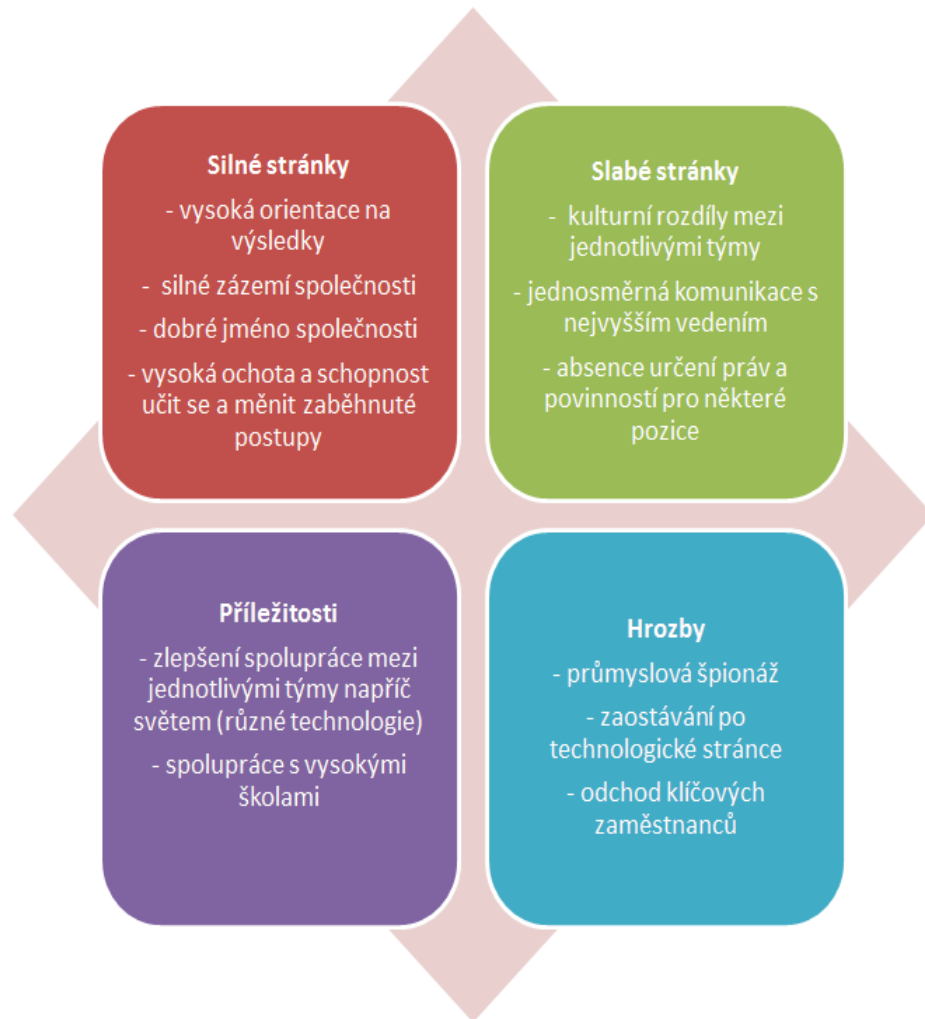 Silné stránky
- vysoká orientace na
výsledky
- silné zázemí společnosti
- dobré jméno společnosti
- vysoká ochota a schopnost
učit se a měnit zaběhnuté
postupy
Slabé stránky
- kulturní rozdíly mezi
jednotlivými týmy
- jednosměrná komunikace s
nejvyšším vedením
- absence určení práv a
povinností pro některé
pozice
Příležitosti
- zlepšení spolupráce mezi
jednotlivými týmy napříč
světem (různé technologie)
- spolupráce s vysokými
školami
Hrozby
- průmyslová špionáž
- zaostávání po
technologické stránce
- odchod klíčových
zaměstnanců